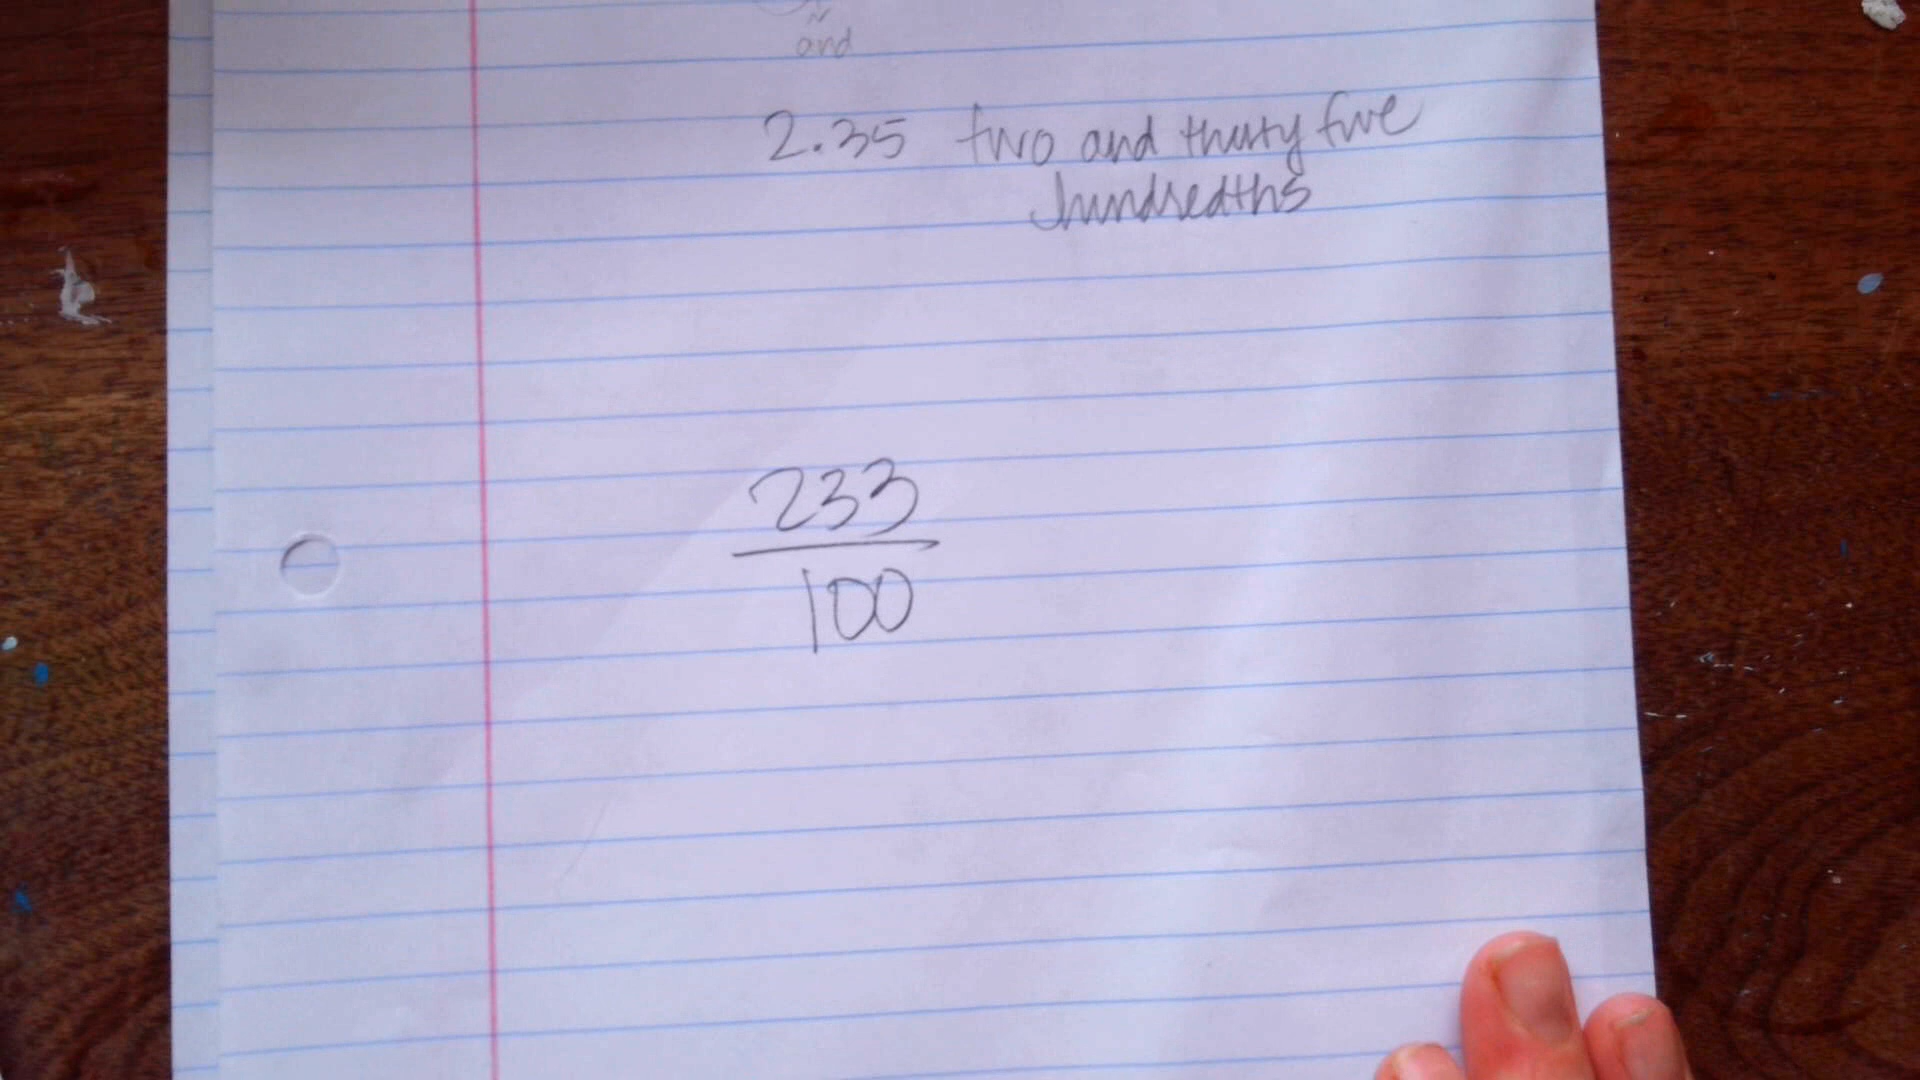 and
2.35 two and thirty five
hundredths
233
100